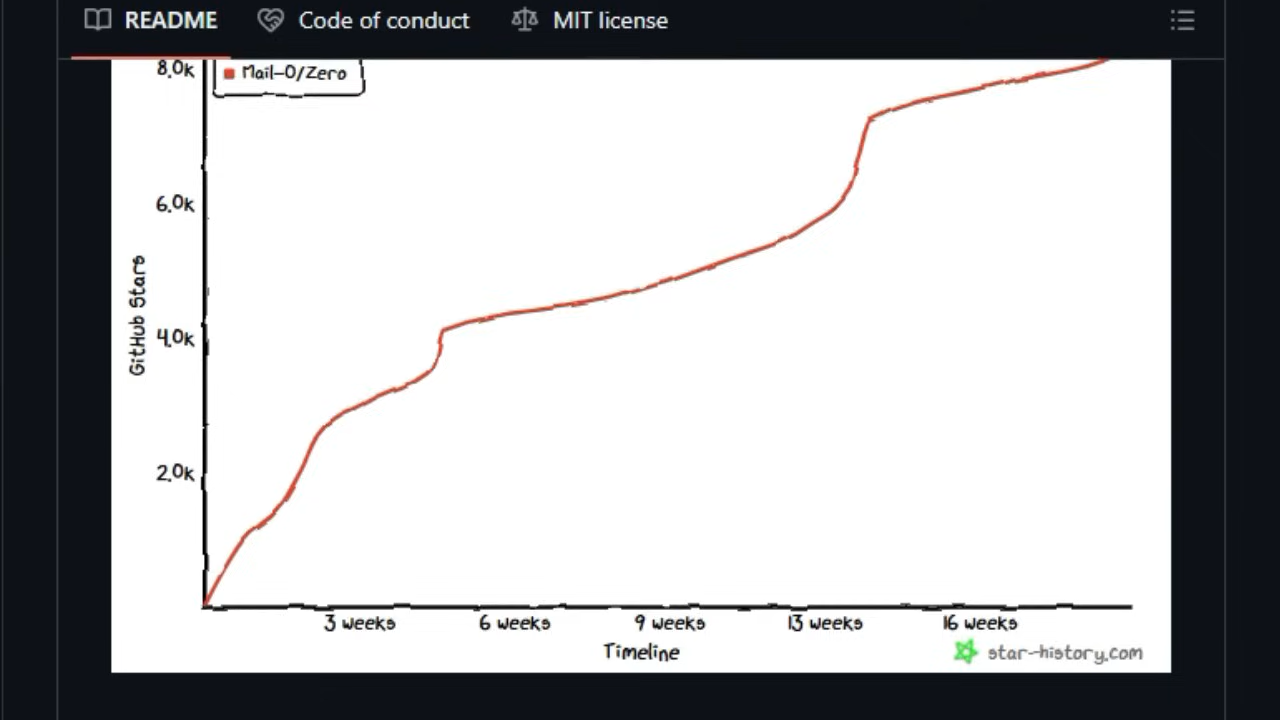 README Code of conduct MIT license
8.0k
Mail-0/Zero
6.0k
GitHub Stars
4.0k
2.0k
3 weeks 6 weeks 9 weeks 13 weeks 16 weeks
Timeline
star-history.com